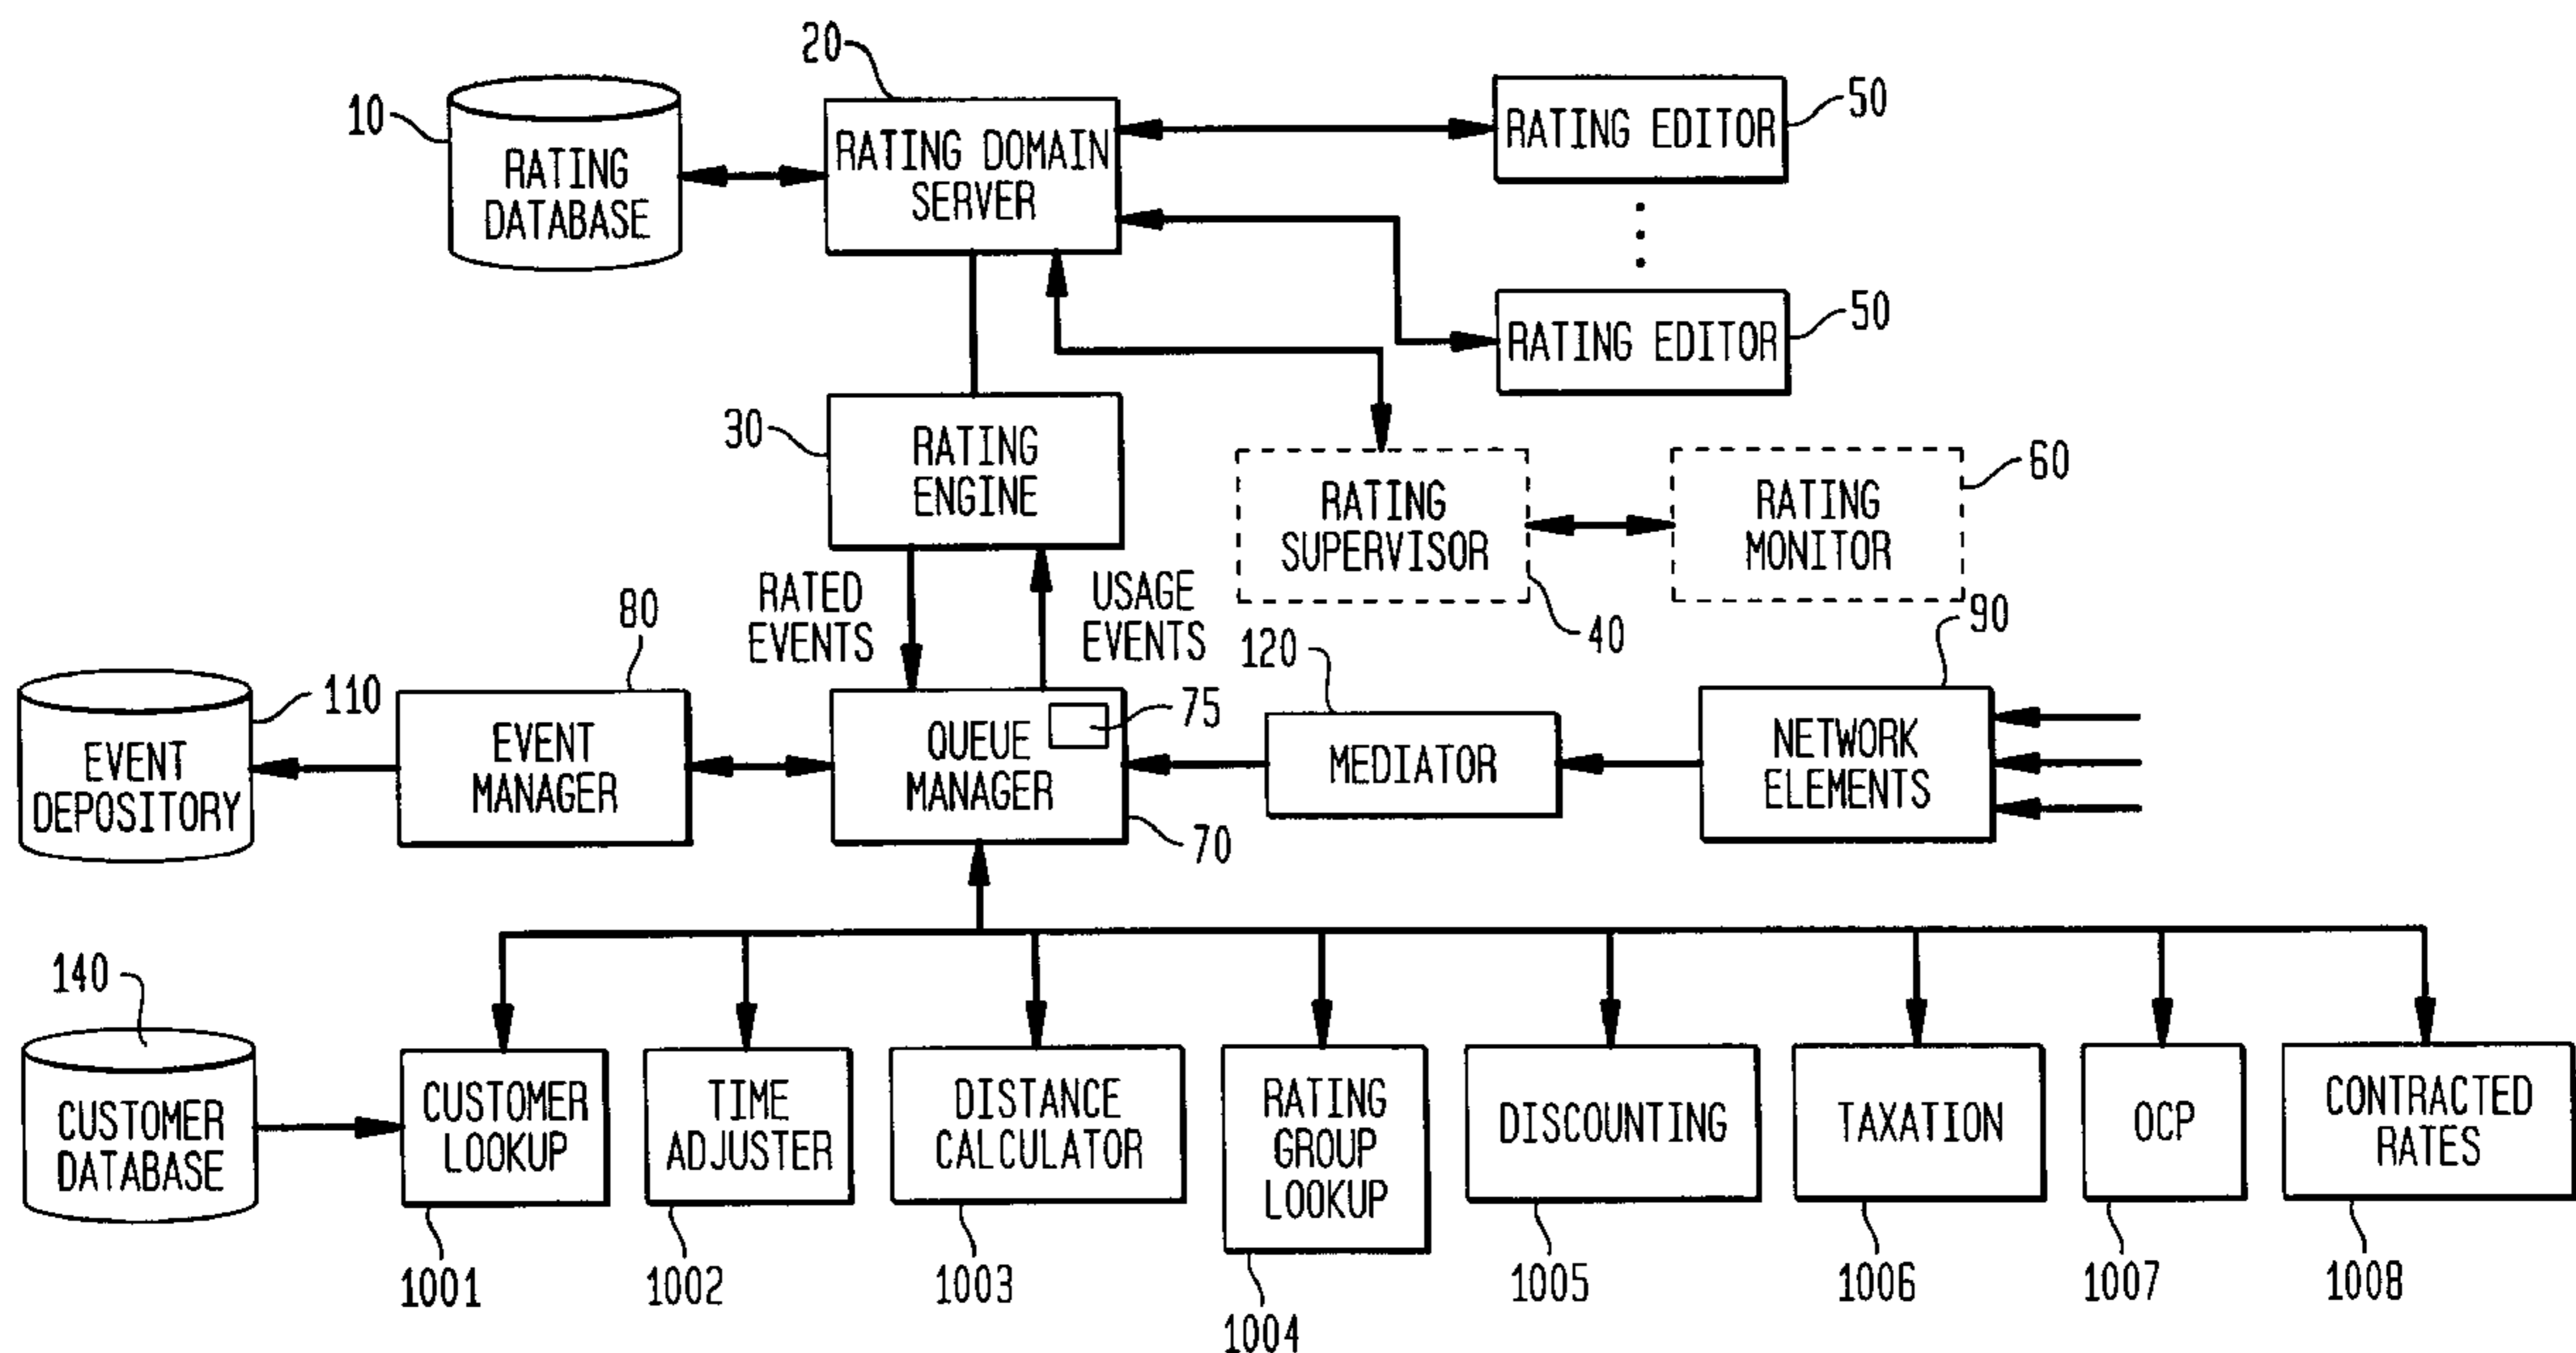 20
10
RATING
DATABASE
RATING DOMAIN
SERVER
RATING EDITOR
50
RATING EDITOR
50
30
RATING
ENGINE
RATING
SUPERVISOR
40
RATING
MONITOR
60
RATED
EVENTS
USAGE
EVENTS
80
120
90
110
EVENT
DEPOSITORY
EVENT
MANAGER
QUEUE
MANAGER
75
70
MEDIATOR
NETWORK
ELEMENTS
140
CUSTOMER
DATABASE
CUSTOMER
LOOKUP
TIME
ADJUSTER
DISTANCE
CALCULATOR
RATING
GROUP
LOOKUP
DISCOUNTING
TAXATION
OCP
CONTRACTED
RATES
1001
1002
1003
1004
1005
1006
1007
1008